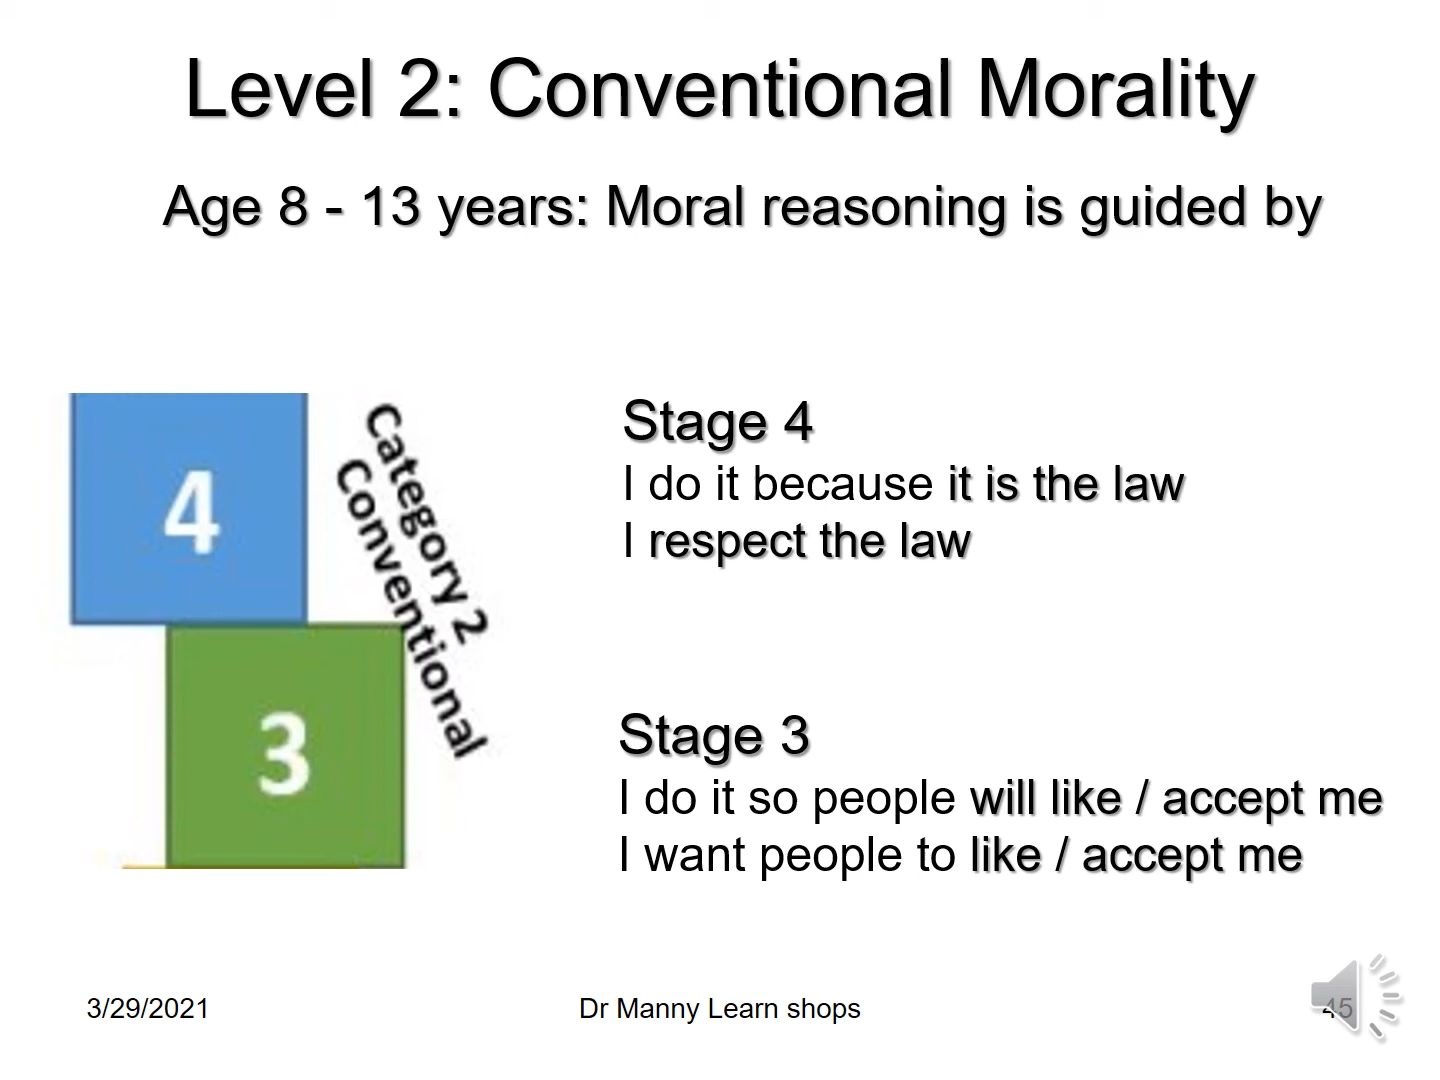 Level 2: Conventional Morality
Age 8 - 13 years: Moral reasoning is guided by
4
Category 2
Conventional
Stage 4
I do it because it is the law
I respect the law
3
Stage 3
I do it so people will like / accept me
I want people to like / accept me
3/29/2021
Dr Manny Learn shops
45